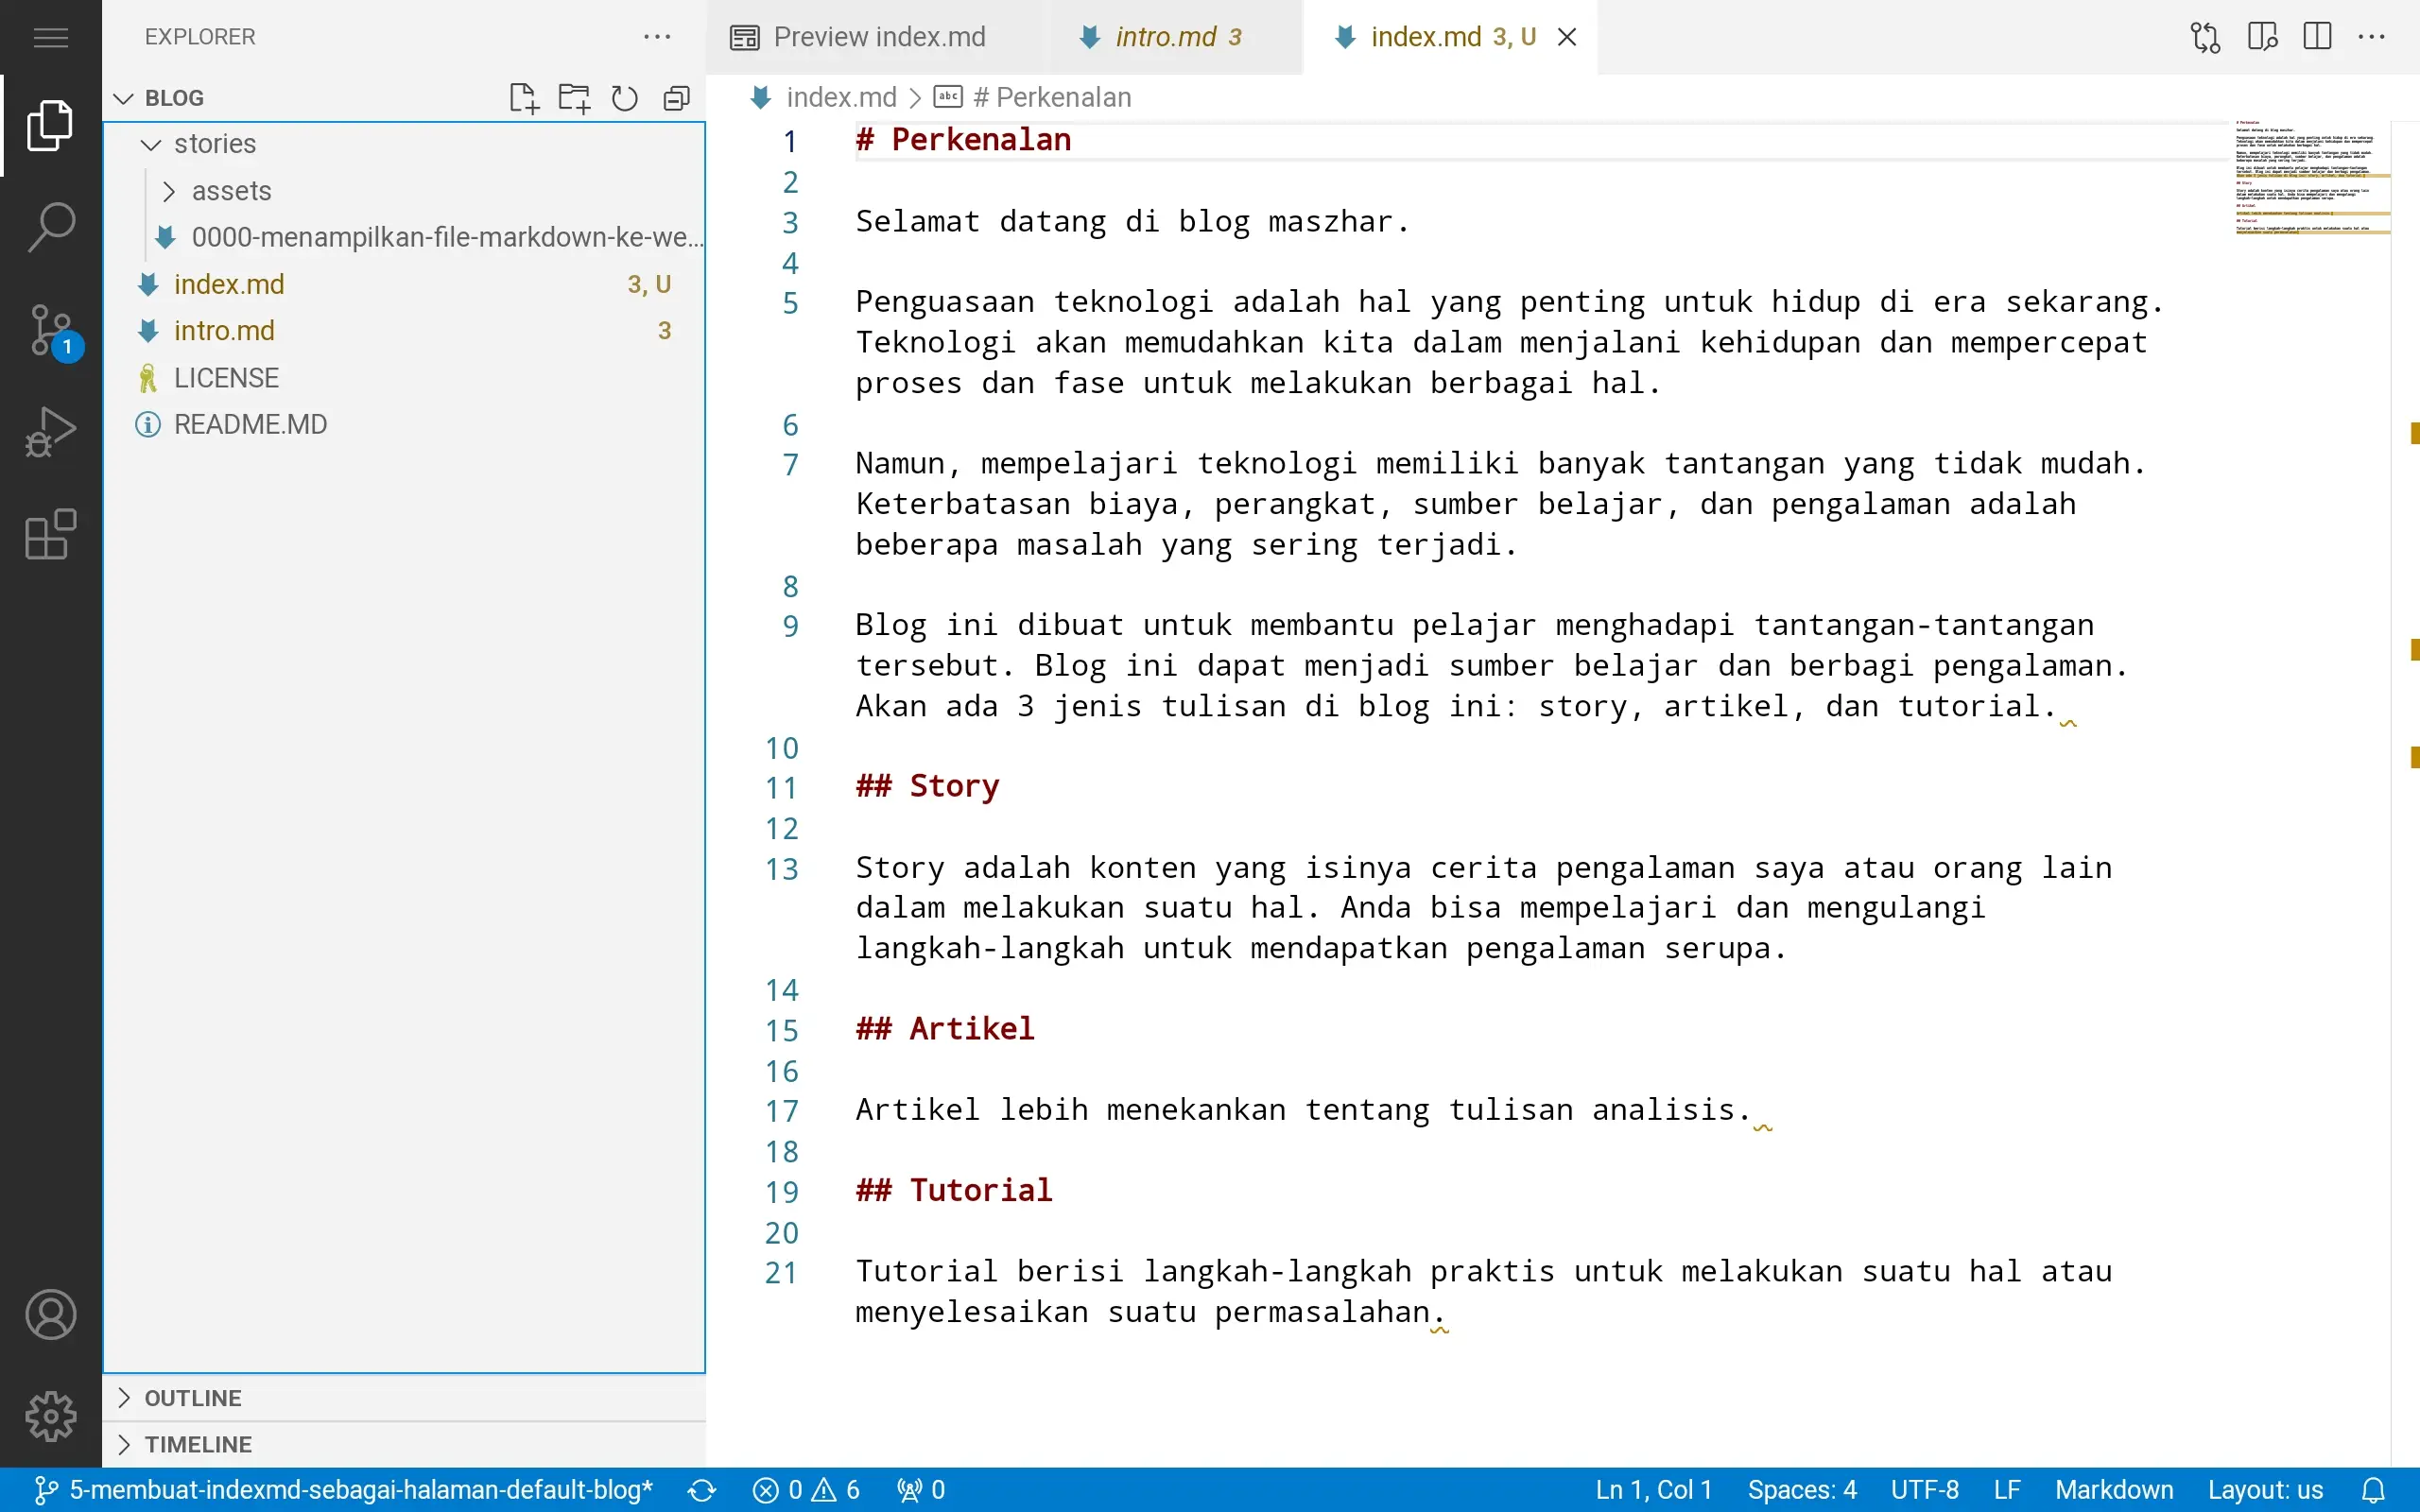 EXPLORER
BLOG
stories
assets
0000-menampilkan-file-markdown-ke-we...
index.md 3, U
intro.md 3
LICENSE
README.MD
OUTLINE
TIMELINE
Preview index.md
intro.md 3
index.md 3, U
index.md > # Perkenalan
1 # Perkenalan
2
3 Selamat datang di blog maszhar.
4
5 Penguasaan teknologi adalah hal yang penting untuk hidup di era sekarang.
Teknologi akan memudahkan kita dalam menjalani kehidupan dan mempercepat
proses dan fase untuk melakukan berbagai hal.
6
7 Namun, mempelajari teknologi memiliki banyak tantangan yang tidak mudah.
Keterbatasan biaya, perangkat, sumber belajar, dan pengalaman adalah
beberapa masalah yang sering terjadi.
8
9 Blog ini dibuat untuk membantu pelajar menghadapi tantangan-tantangan
tersebut. Blog ini dapat menjadi sumber belajar dan berbagi pengalaman.
Akan ada 3 jenis tulisan di blog ini: story, artikel, dan tutorial.
10
11 ## Story
12
13 Story adalah konten yang isinya cerita pengalaman saya atau orang lain
dalam melakukan suatu hal. Anda bisa mempelajari dan mengulangi
langkah-langkah untuk mendapatkan pengalaman serupa.
14
15 ## Artikel
16
17 Artikel lebih menekankan tentang tulisan analisis.
18
19 ## Tutorial
20
21 Tutorial berisi langkah-langkah praktis untuk melakukan suatu hal atau
menyelesaikan suatu permasalahan.
1
5-membuat-indexmd-sebagai-halaman-default-blog* 0 6 0 Ln 1, Col 1 Spaces: 4 UTF-8 LF Markdown Layout: us